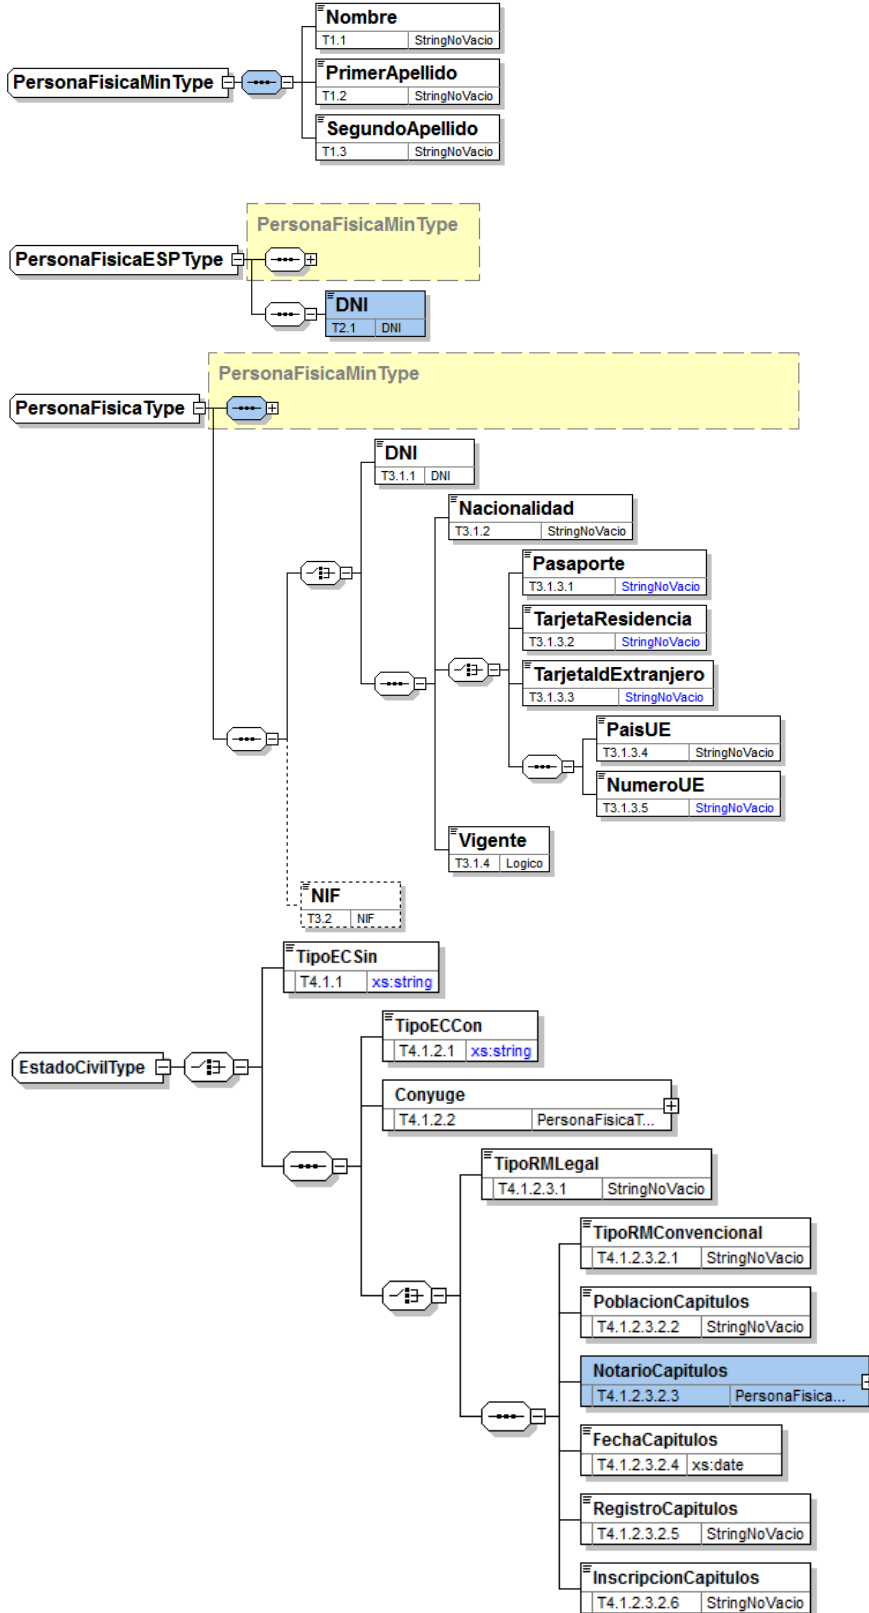 Nombre
T1.1 StringNoVacio
PersonaFisicaMinType
PrimerApellido
T1.2 StringNoVacio
SegundoApellido
T1.3 StringNoVacio
PersonaFisicaMinType
PersonaFisicaESPType
DNI
T2.1 DNI
PersonaFisicaMinType
PersonaFisicaType
DNI
T3.1.1 DNI
Nacionalidad
T3.1.2 StringNoVacio
Pasaporte
T3.1.3.1 StringNoVacio
TarjetaResidencia
T3.1.3.2 StringNoVacio
TarjetaIdExtranjero
T3.1.3.3 StringNoVacio
PaisUE
T3.1.3.4 StringNoVacio
NumeroUE
T3.1.3.5 StringNoVacio
Vigente
T3.1.4 Logico
NIF
T3.2 NIF
TipoECSin
T4.1.1 xs:string
TipoECCon
T4.1.2.1 xs:string
EstadoCivilType
Conyuge
T4.1.2.2 PersonaFisicaT...
TipoRMLegal
T4.1.2.3.1 StringNoVacio
TipoRMConvencional
T4.1.2.3.2.1 StringNoVacio
PoblacionCapitulos
T4.1.2.3.2.2 StringNoVacio
NotarioCapitulos
T4.1.2.3.2.3 PersonaFisica...
FechaCapitulos
T4.1.2.3.2.4 xs:date
RegistroCapitulos
T4.1.2.3.2.5 StringNoVacio
InscripcionCapitulos
T4.1.2.3.2.6 StringNoVacio